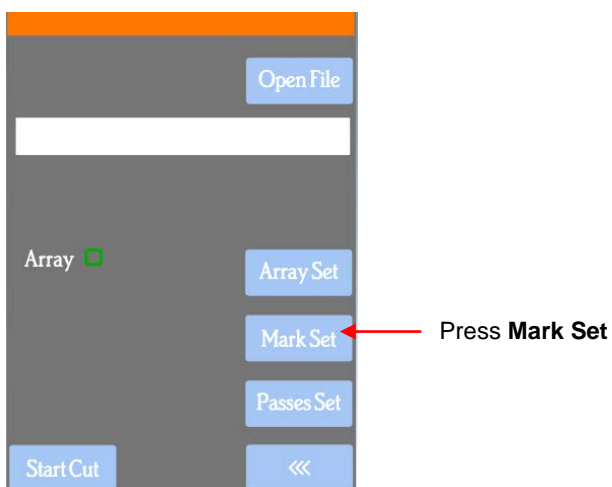 Open File
Array
Array Set
Mark Set
Press Mark Set
Passes Set
Start Cut
<<<